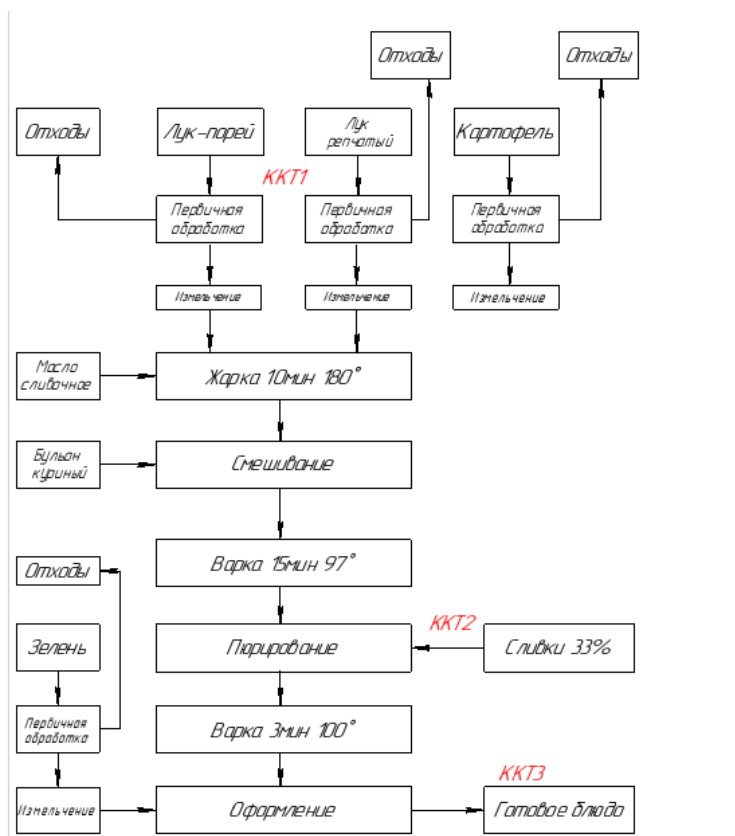 Отходы
Отходы
Отходы
Лук-порей
Лук
репчатый
Картофель
ККТ1
Первичная
обработка
Первичная
обработка
Первичная
обработка
Измельчение
Измельчение
Измельчение
Масло
сливочное
Жарка 10мин 180°
Бульон
куриный
Смешивание
Варка 15мин 97°
Отходы
ККТ2
Зелень
Пюрирование
Сливки 33%
Первичная
обработка
Варка 3мин 100°
ККТ3
Измельчение
Оформление
Готовое блюдо